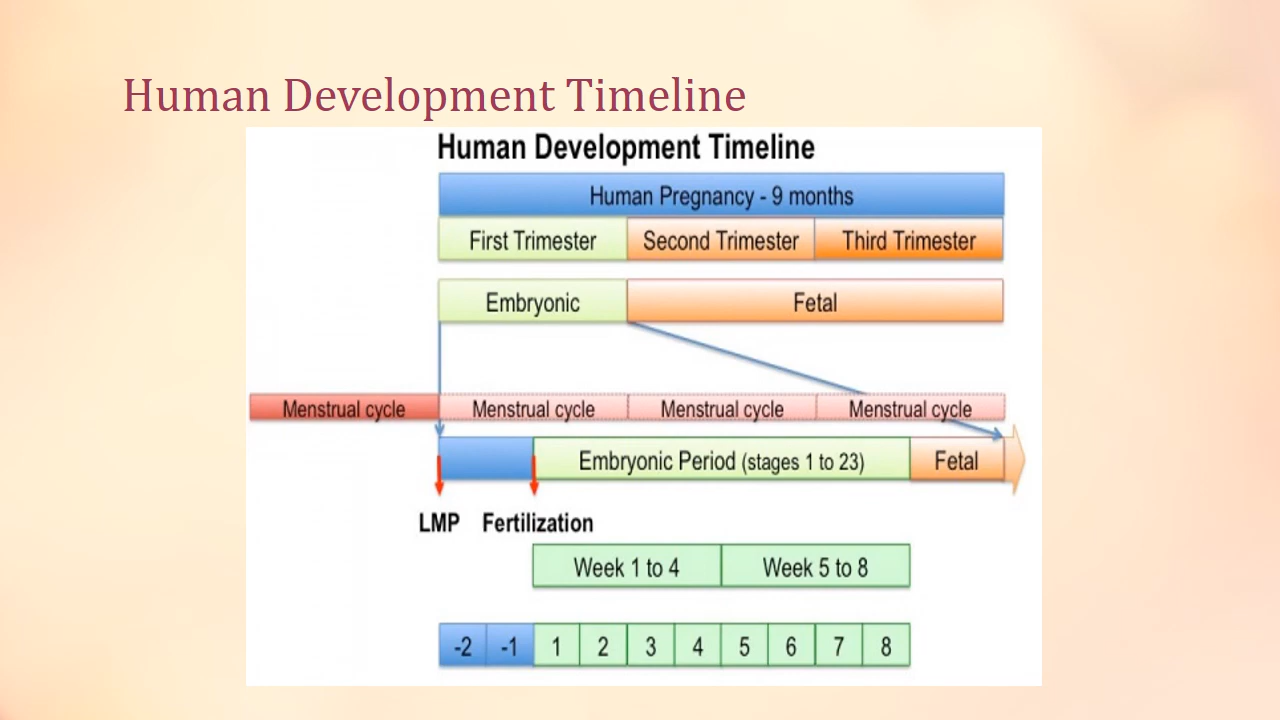 Human Development Timeline
Human Development Timeline
Human Pregnancy - 9 months
First Trimester Second Trimester Third Trimester
Embryonic Fetal
Menstrual cycle Menstrual cycle Menstrual cycle Menstrual cycle
Embryonic Period (stages 1 to 23) Fetal
LMP Fertilization
Week 1 to 4 Week 5 to 8
-2 -1 1 2 3 4 5 6 7 8